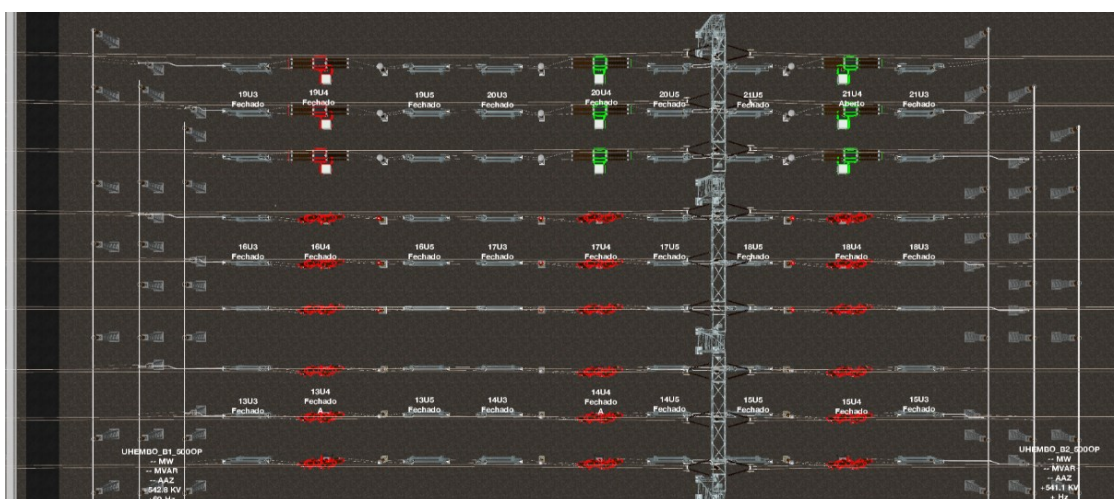 19U3
Fechado
19U4
Fechado
19U5
Fechado
20U3
Fechado
20U4
Fechado
20U5
Fechado
21U5
Fechado
21U4
Aberto
21U3
Fechado
16U3
Fechado
16U4
Fechado
16U5
Fechado
17U3
Fechado
17U4
Fechado
17U5
Fechado
18U5
Fechado
18U4
Fechado
18U3
Fechado
13U3
Fechado
13U4
Fechado
A
13U5
Fechado
14U3
Fechado
14U4
Fechado
A
14U5
Fechado
15U5
Fechado
15U4
Fechado
15U3
Fechado
UHEMBO_B1_500OP
-- MW
-- MVAR
-- AAZ
+542.8 KV
UHEMBO_B2_500OP
-- MW
-- MVAR
-- AAZ
+541.1 KV